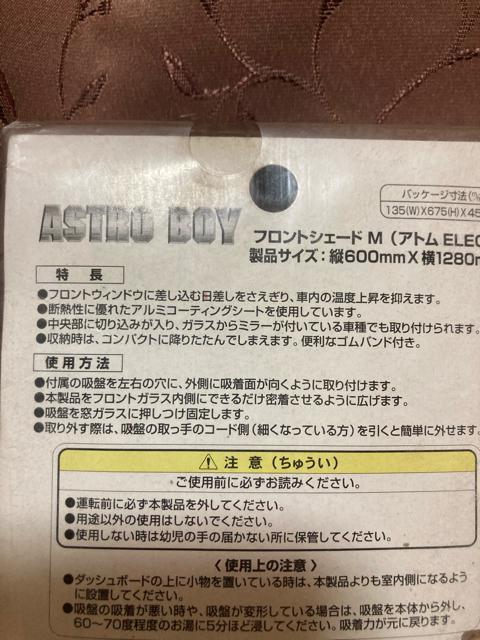 パッケージ寸法(
135(W)X675(H)X45
ASTRO BOY
フロントシェード M(アトム ELEC
製品サイズ:縦600mm X 横1280m
特長
●フロントウィンドウに差し込む日差しをさえぎり、車内の温度上昇を抑えます。
●断熱性に優れたアルミコーティングシートを使用しています。
●中央部に切り込みが入り、ガラスからミラーが付いている車種でも取り付けられます。
●収納時は、コンパクトに降りたたんでしまえます。便利なゴムバンド付き。
使用方法
●付属の吸盤を左右の穴に、外側に吸着面が向くように取り付けます。
●本製品をフロントガラス内側にできるだけ密着させるように広げます。
●吸盤を窓ガラスに押しつけ固定します。
●取り外す際は、吸盤の取っ手のコード側(細くなっている方)を引くと簡単に外せます
注意(ちゅうい)
ご使用前に必ずお読みください。
●運転前に必ず本製品を外してください。
●用途以外の使用はしないでください。
●使用しない時は幼児の手の届かない所に保管してください。
〈使用上の注意〉
●ダッシュボードの上に小物を置いている時は、本製品よりも室内側になるよう
に設置してください。
●吸盤の吸着が悪い時や、吸盤が変形している場合は、吸盤を本体から外し、
60〜70度程度のお湯に5分ほど浸してください。吸着力が元に戻ります。